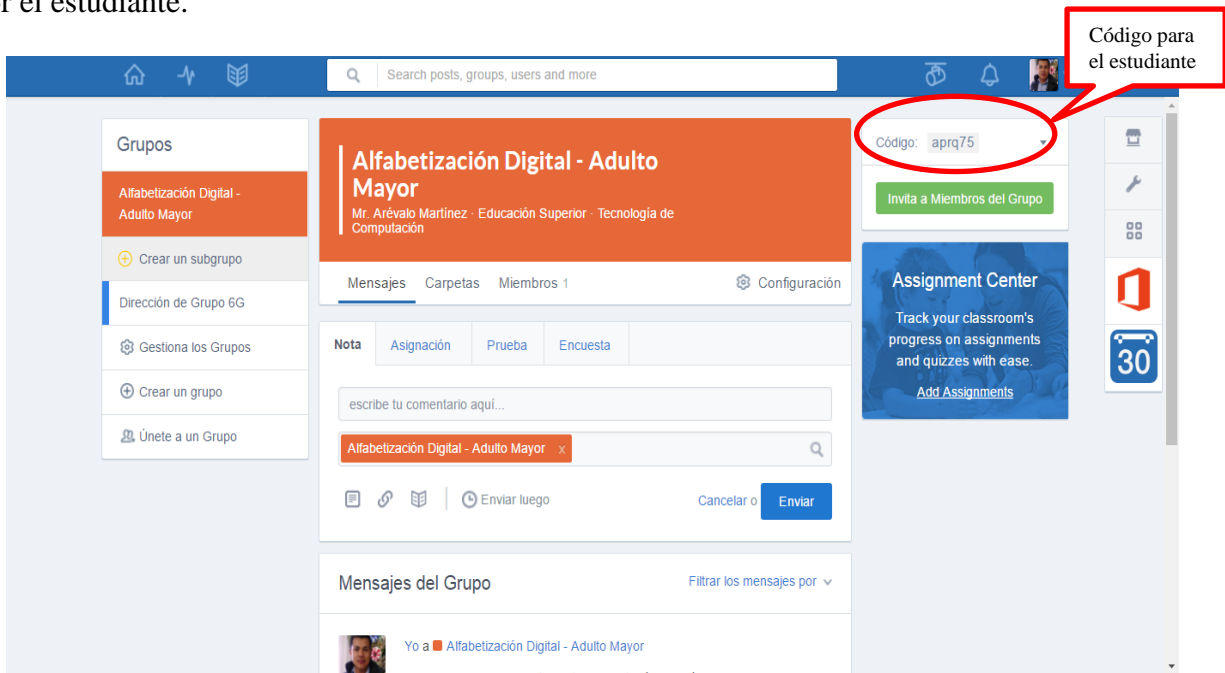 r el estudiante.
Código para
el estudiante
Search posts, groups, users and more
Grupos
Alfabetización Digital -
Adulto Mayor
Crear un subgrupo
Dirección de Grupo 6G
Gestiona los Grupos
Crear un grupo
Únete a un Grupo
Alfabetización Digital - Adulto
Mayor
Mr. Arévalo Martínez · Educación Superior · Tecnología de
Computación
Mensajes Carpetas Miembros 1 Configuración
Nota Asignación Prueba Encuesta
escribe tu comentario aquí...
Alfabetización Digital - Adulto Mayor x
Enviar luego Cancelar o Enviar
Mensajes del Grupo Filtrar los mensajes por
Yo a Alfabetización Digital - Adulto Mayor
Código: aprq75
Invita a Miembros del Grupo
Assignment Center
Track your classroom's
progress on assignments
and quizzes with ease.
Add Assignments
30